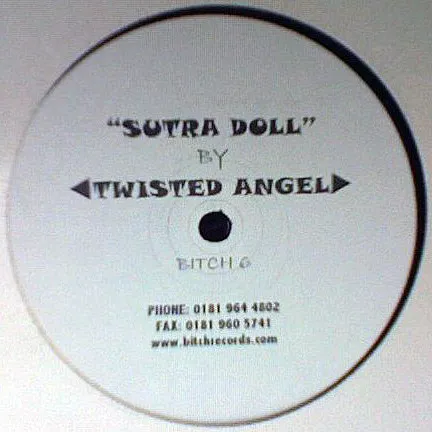 "SUTRA DOLL"
BY
◀TWISTED ANGEL▶
BITCH 6
PHONE: 0181 964 4802
FAX: 0181 960 5741
www.bitchrecords.com